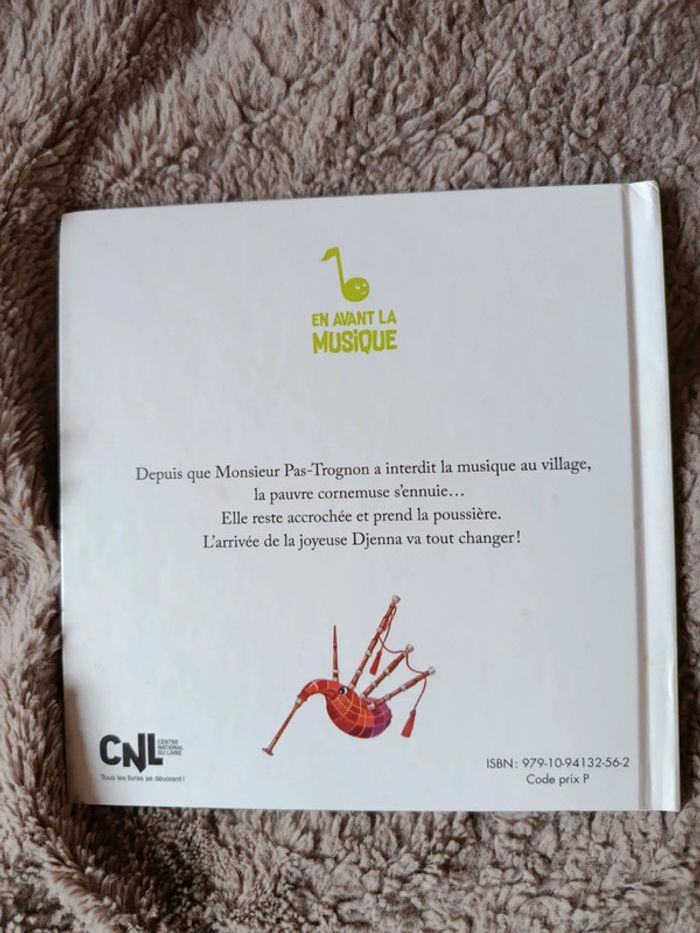 EN AVANT LA
MUSiQUE
Depuis que Monsieur Pas-Trognon a interdit la musique au village,
la pauvre cornemuse s’ennuie…
Elle reste accrochée et prend la poussière.
L’arrivée de la joyeuse Djenna va tout changer !
CNL
CENTRE
NATIONAL
DU LIVRE
Tous les livres se dévorent !
ISBN : 979-10-94132-56-2
Code prix P